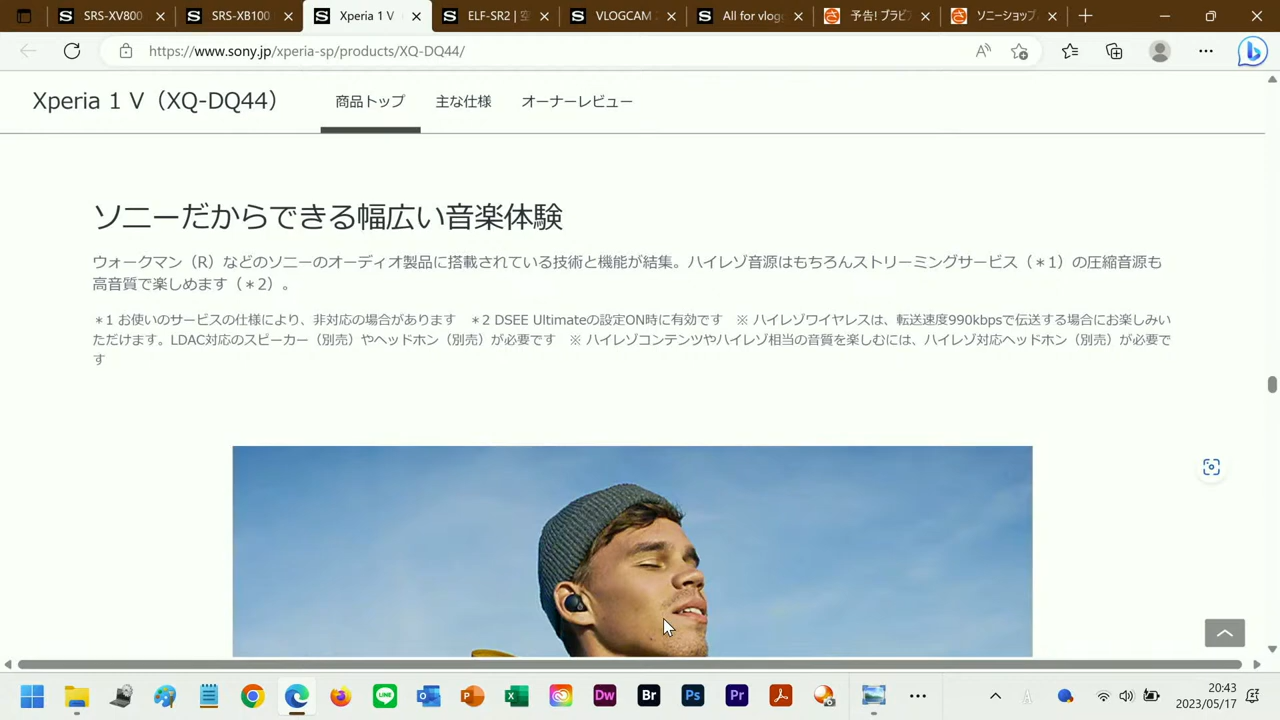 SRS-XV800
SRS-XB100
Xperia 1 V
ELF-SR2 | 空
VLOGCAM
All for vlog
予告! ブラビ
ソニーショップ
https://www.sony.jp/xperia-sp/products/XQ-DQ44/
Xperia 1 V（XQ-DQ44） 商品トップ 主な仕様 オーナーレビュー
ソニーだからできる幅広い音楽体験
ウォークマン（R）などのソニーのオーディオ製品に搭載されている技術と機能が結集。ハイレゾ音源はもちろんストリーミングサービス（＊1）の圧縮音源も
高音質で楽しめます（＊2）。
＊1 お使いのサービスの仕様により、非対応の場合があります ＊2 DSEE Ultimateの設定ON時に有効です ※ ハイレゾワイヤレスは、転送速度990kbpsで伝送する場合にお楽しみい
ただけます。LDAC対応のスピーカー（別売）やヘッドホン（別売）が必要です ※ ハイレゾコンテンツやハイレゾ相当の音質を楽しむには、ハイレゾ対応ヘッドホン（別売）が必要で
す
LINE
Dw
Br
Ps
Pr
20:43
2023/05/17